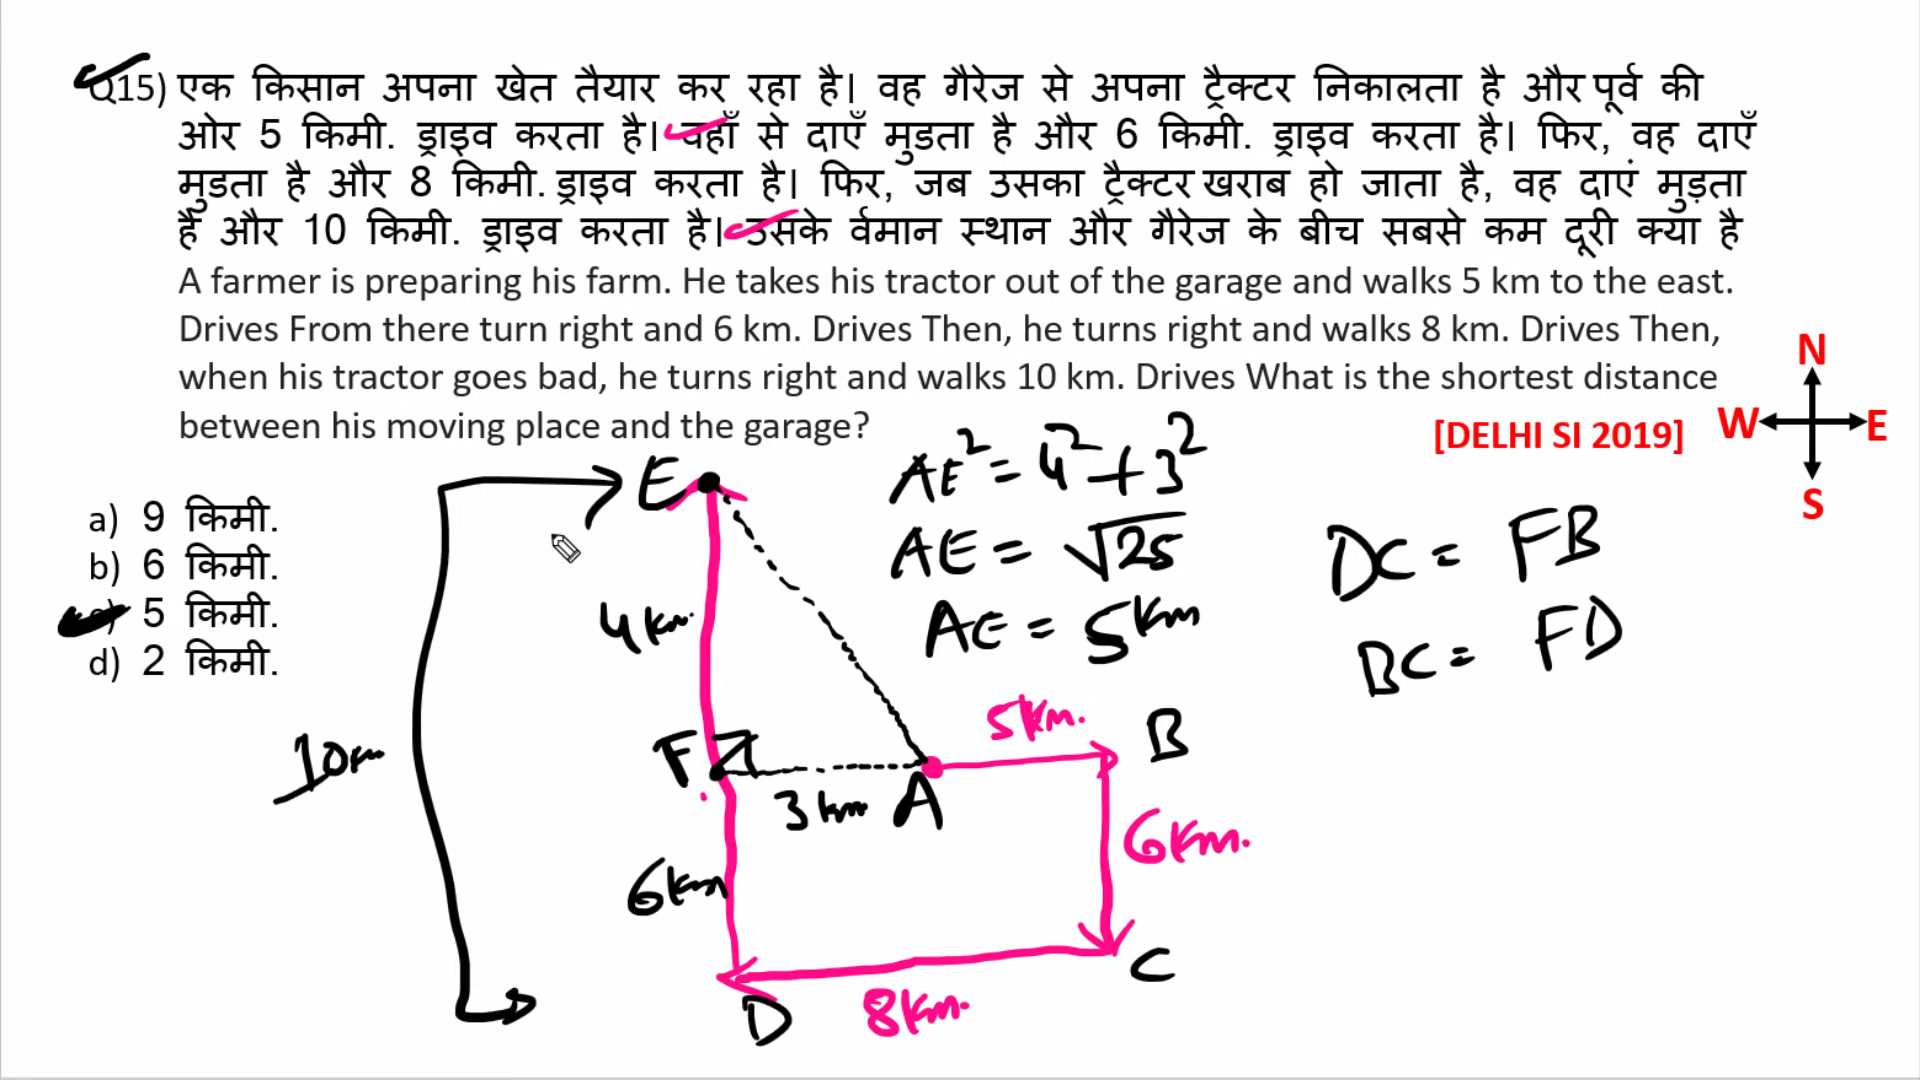 Q15) एक किसान अपना खेत तैयार कर रहा है। वह गैरेज से अपना ट्रैक्टर निकालता है और पूर्व की
ओर 5 किमी. ड्राइव करता है। वहाँ से दाएँ मुडता है और 6 किमी. ड्राइव करता है। फिर, वह दाएँ
मुडता है और 8 किमी. ड्राइव करता है। फिर, जब उसका ट्रैक्टर खराब हो जाता है, वह दाएं मुड़ता
है और 10 किमी. ड्राइव करता है। उसके र्वमान स्थान और गैरेज के बीच सबसे कम दूरी क्या है
A farmer is preparing his farm. He takes his tractor out of the garage and walks 5 km to the east.
Drives From there turn right and 6 km. Drives Then, he turns right and walks 8 km. Drives Then,
when his tractor goes bad, he turns right and walks 10 km. Drives What is the shortest distance
between his moving place and the garage?
[DELHI SI 2019]
N
W E
S
a) 9 किमी.
b) 6 किमी.
c) 5 किमी.
d) 2 किमी.
E
AE²=4²+3²
AE = √25
AE = 5km
DC = FB
BC = FD
4km.
10km
F
3km
A
5km.
B
6km.
6km
C
D
8km.